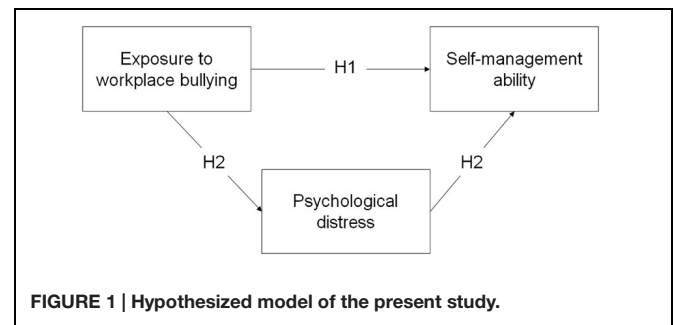 Exposure to
workplace bullying
H1
Self-management
ability
H2
H2
Psychological
distress
FIGURE 1 | Hypothesized model of the present study.